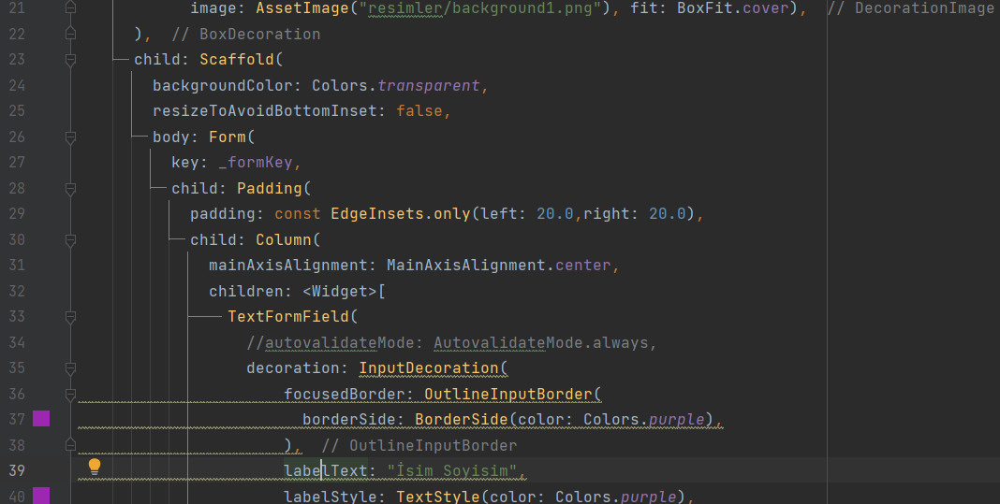 21 image: AssetImage("resimler/background1.png"), fit: BoxFit.cover), // DecorationImage
22 ), // BoxDecoration
23 child: Scaffold(
24 backgroundColor: Colors.transparent,
25 resizeToAvoidBottomInset: false,
26 body: Form(
27 key: _formKey,
28 child: Padding(
29 padding: const EdgeInsets.only(left: 20.0,right: 20.0),
30 child: Column(
31 mainAxisAlignment: MainAxisAlignment.center,
32 children: <Widget>[
33 TextFormField(
34 //autovalidateMode: AutovalidateMode.always,
35 decoration: InputDecoration(
36 focusedBorder: OutlineInputBorder(
37 borderSide: BorderSide(color: Colors.purple),
38 ), // OutlineInputBorder
39 labelText: "İsim Soyisim",
40 labelStyle: TextStyle(color: Colors.purple),